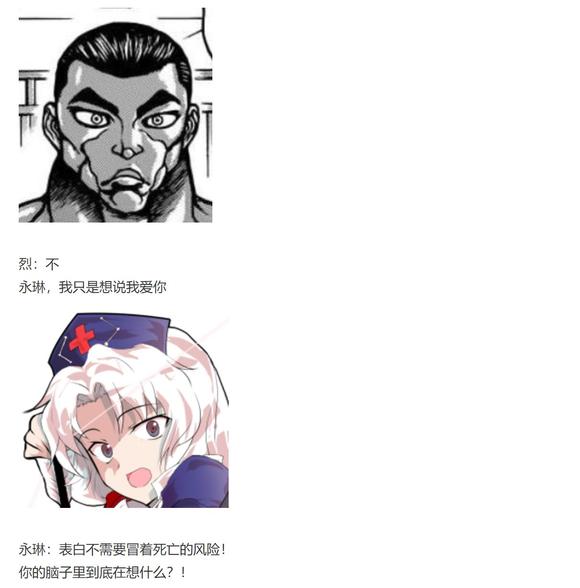 烈：不
永琳，我只是想说我爱你
永琳：表白不需要冒着死亡的风险！
你的脑子里到底在想什么？！